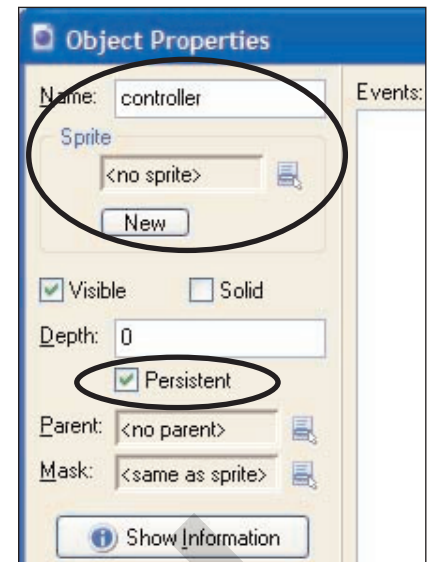 Object Properties
Name: controller
Events:
Sprite
<no sprite>
New
Visible Solid
Depth: 0
Persistent
Parent: <no parent>
Mask: <same as sprite>
Show Information